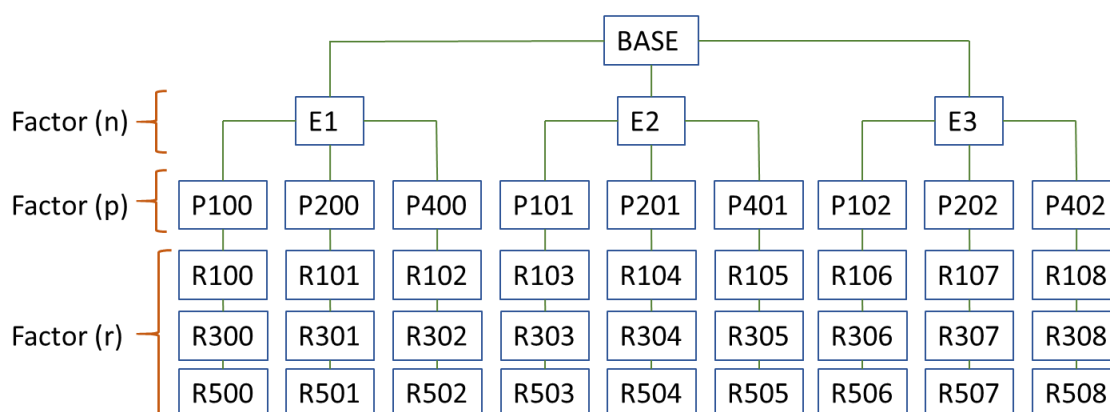 BASE
Factor (n) E1 E2 E3
Factor (p) P100 P200 P400 P101 P201 P401 P102 P202 P402
R100 R101 R102 R103 R104 R105 R106 R107 R108
Factor (r) R300 R301 R302 R303 R304 R305 R306 R307 R308
R500 R501 R502 R503 R504 R505 R506 R507 R508